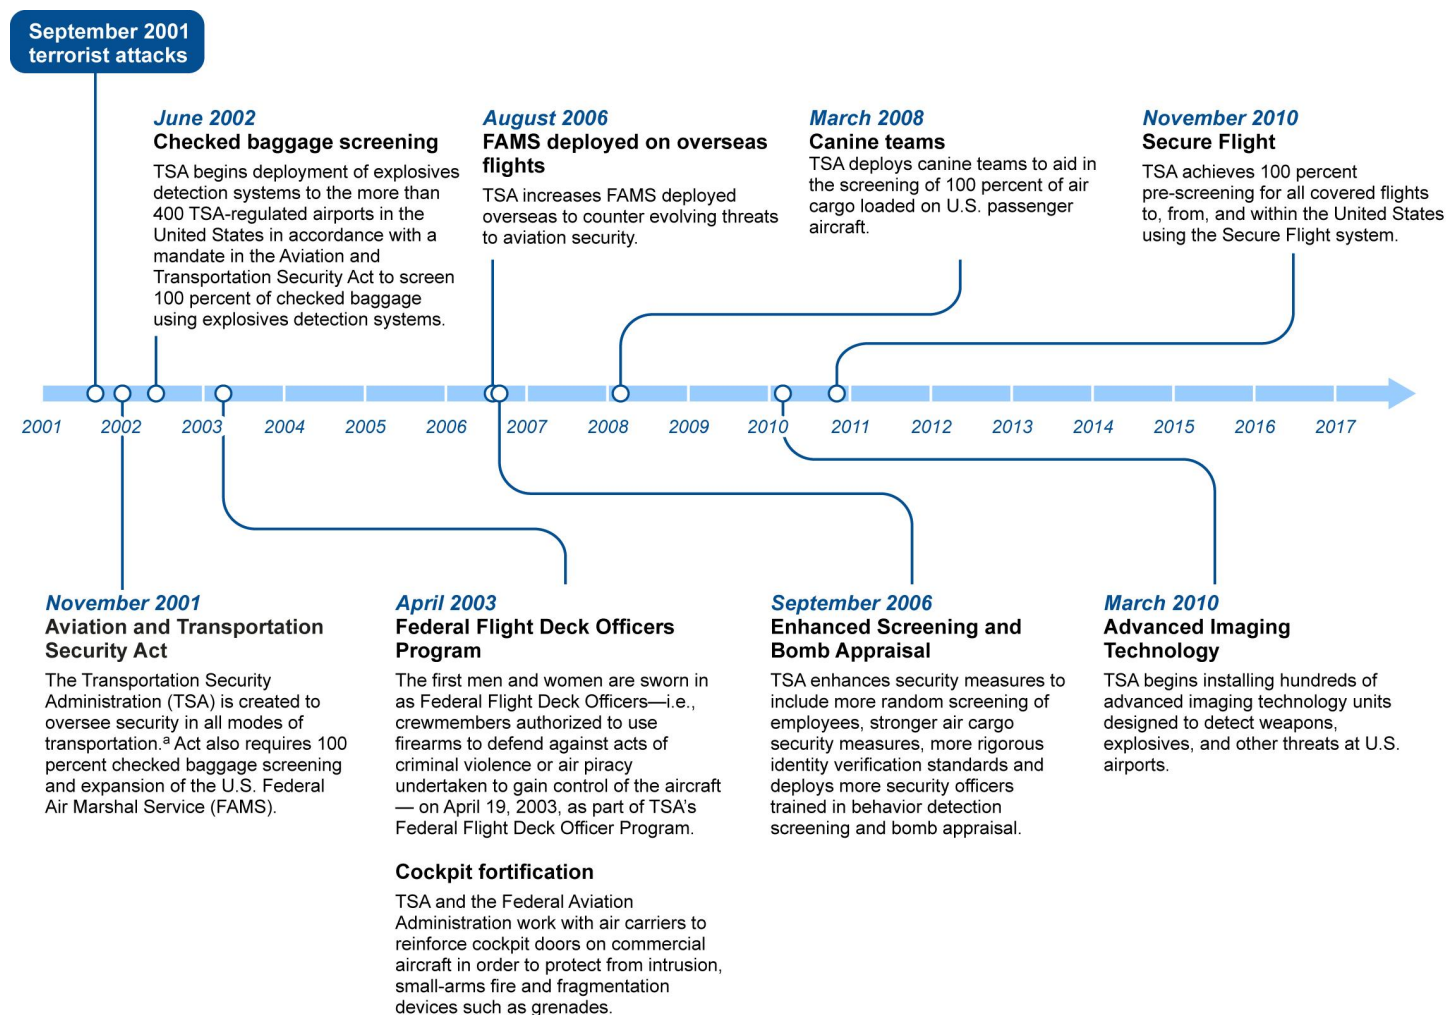 September 2001
terrorist attacks
June 2002
Checked baggage screening
TSA begins deployment of explosives
detection systems to the more than
400 TSA-regulated airports in the
United States in accordance with a
mandate in the Aviation and
Transportation Security Act to screen
100 percent of checked baggage
using explosives detection systems.
August 2006
FAMS deployed on overseas
flights
TSA increases FAMS deployed
overseas to counter evolving threats
to aviation security.
March 2008
Canine teams
TSA deploys canine teams to aid in
the screening of 100 percent of air
cargo loaded on U.S. passenger
aircraft.
November 2010
Secure Flight
TSA achieves 100 percent
pre-screening for all covered flights
to, from, and within the United States
using the Secure Flight system.
2001 2002 2003 2004 2005 2006 2007 2008 2009 2010 2011 2012 2013 2014 2015 2016 2017
November 2001
Aviation and Transportation
Security Act
The Transportation Security
Administration (TSA) is created to
oversee security in all modes of
transportation.ª Act also requires 100
percent checked baggage screening
and expansion of the U.S. Federal
Air Marshal Service (FAMS).
April 2003
Federal Flight Deck Officers
Program
The first men and women are sworn in
as Federal Flight Deck Officers—i.e.,
crewmembers authorized to use
firearms to defend against acts of
criminal violence or air piracy
undertaken to gain control of the aircraft
— on April 19, 2003, as part of TSA's
Federal Flight Deck Officer Program.
Cockpit fortification
TSA and the Federal Aviation
Administration work with air carriers to
reinforce cockpit doors on commercial
aircraft in order to protect from intrusion,
small-arms fire and fragmentation
devices such as grenades.
September 2006
Enhanced Screening and
Bomb Appraisal
TSA enhances security measures to
include more random screening of
employees, stronger air cargo
security measures, more rigorous
identity verification standards and
deploys more security officers
trained in behavior detection
screening and bomb appraisal.
March 2010
Advanced Imaging
Technology
TSA begins installing hundreds of
advanced imaging technology units
designed to detect weapons,
explosives, and other threats at U.S.
airports.